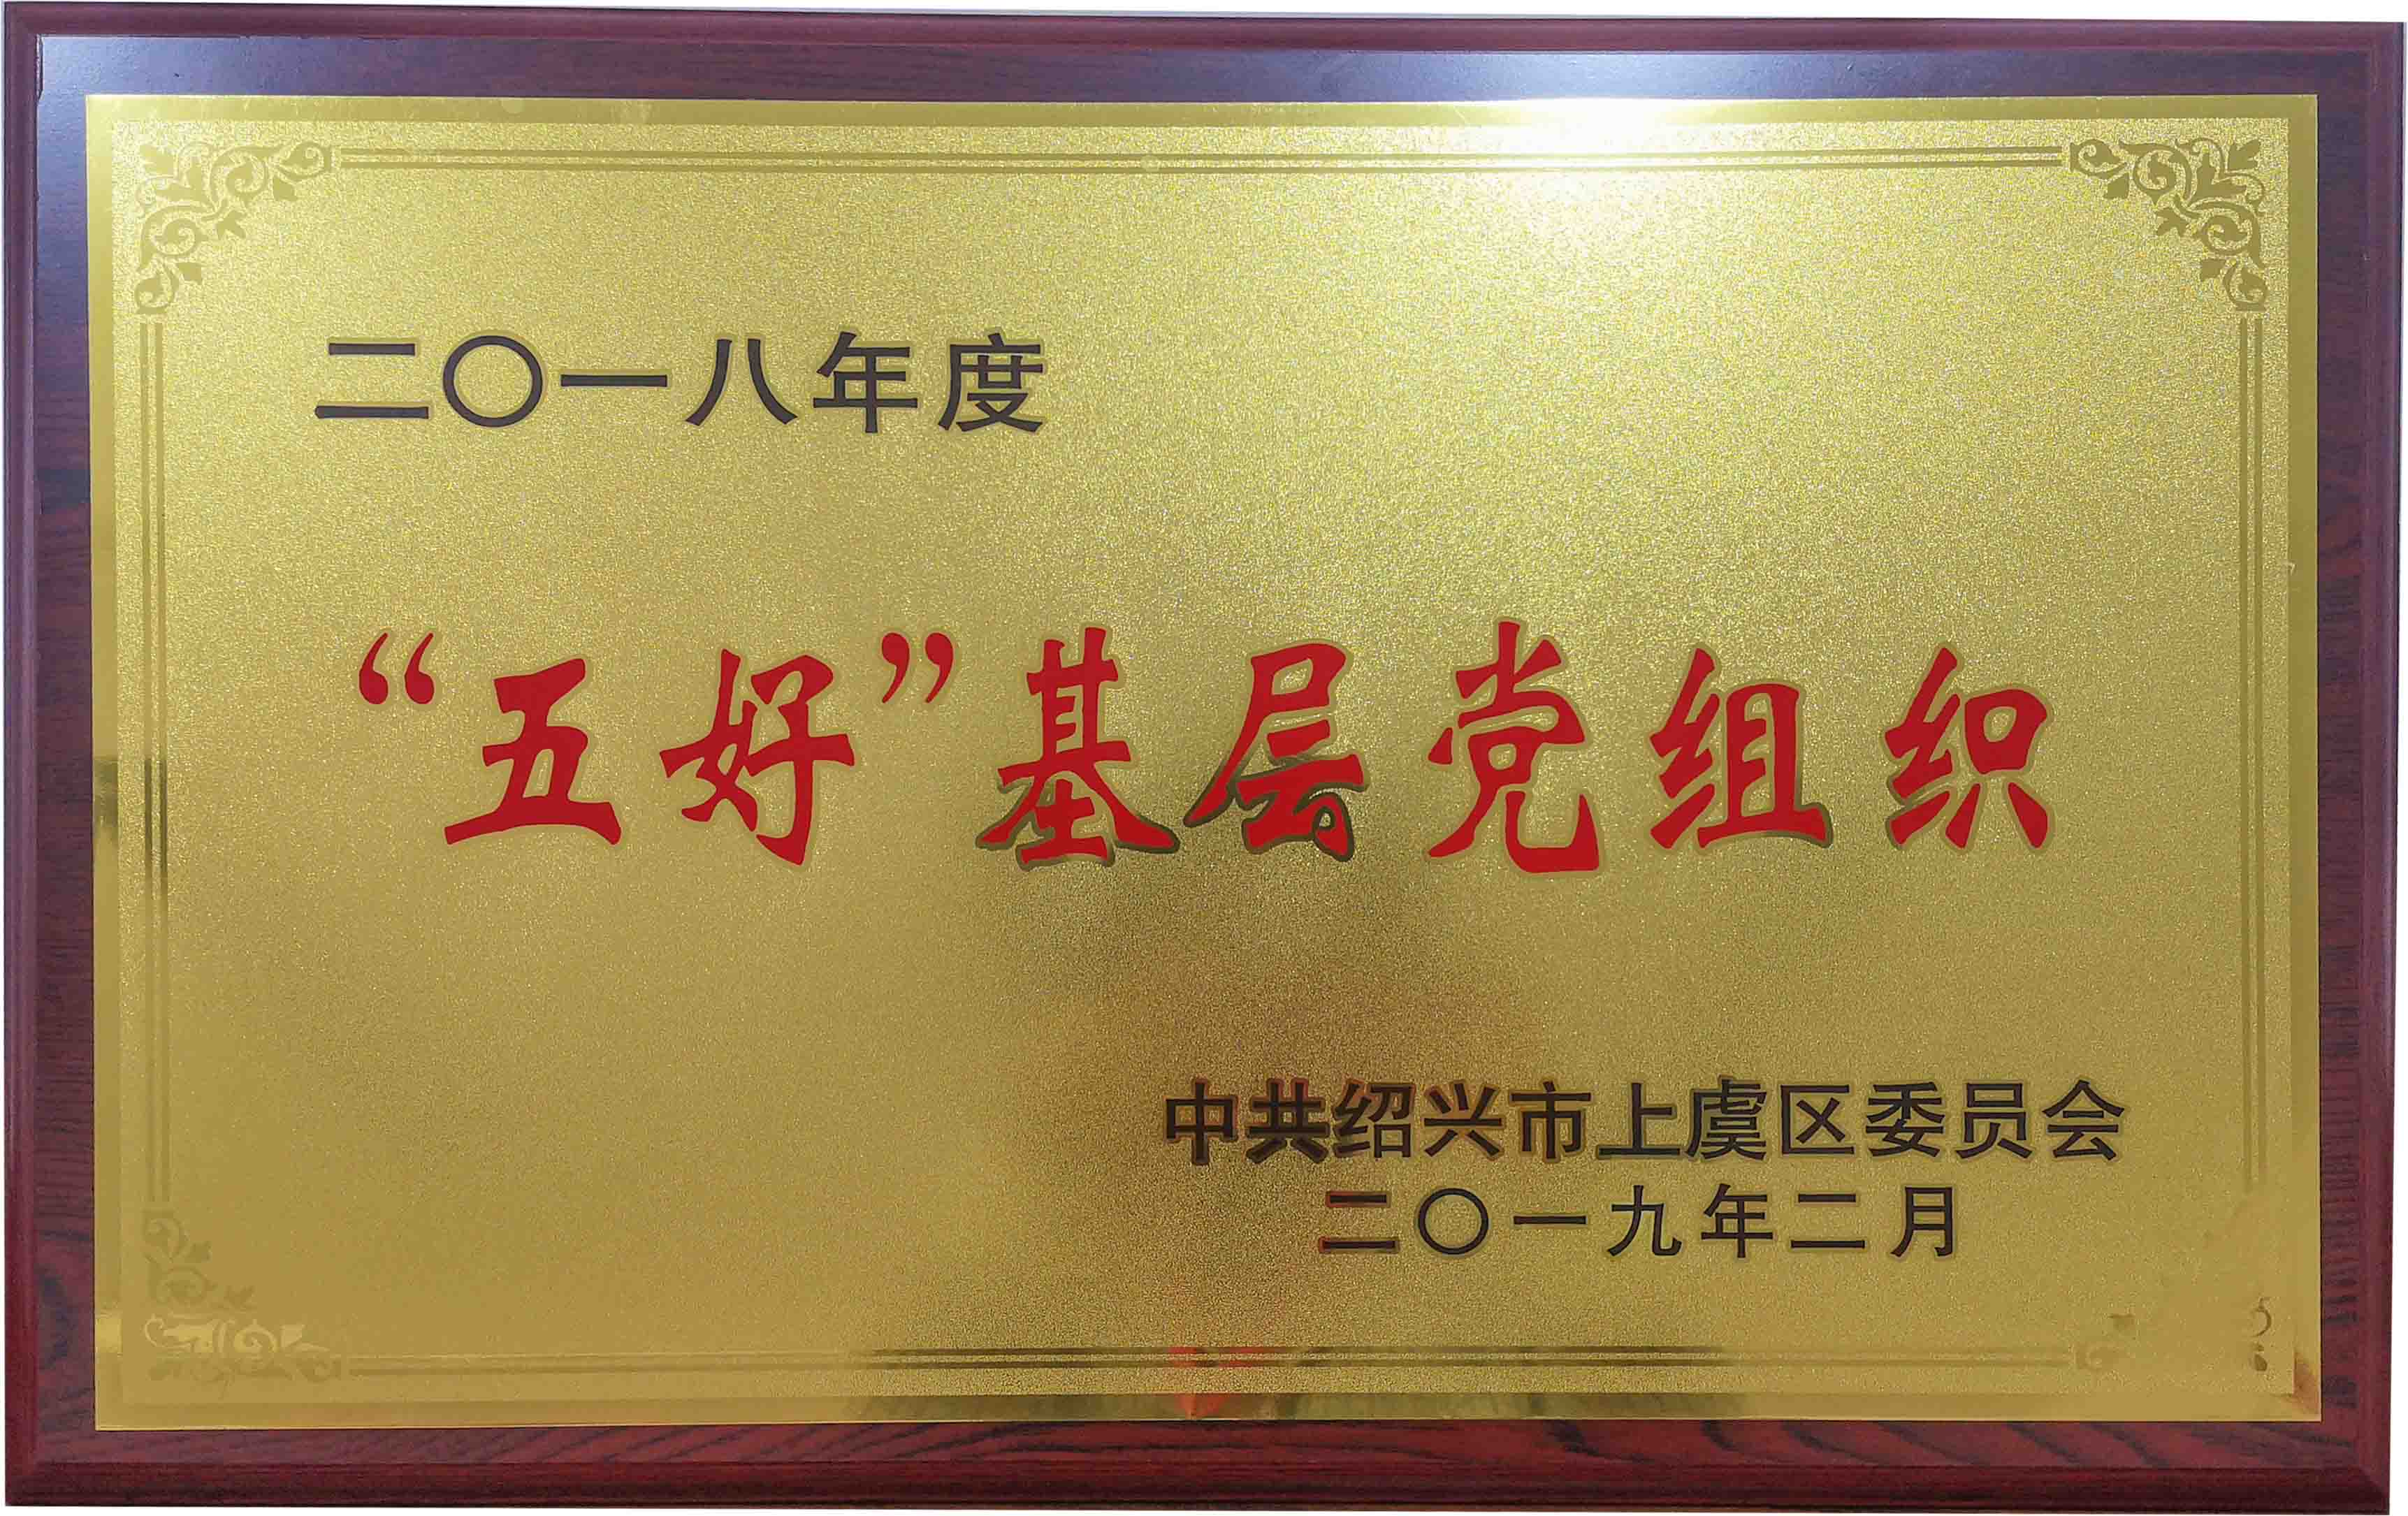 二〇一八年度
“五好”基层党组织
中共绍兴市上虞区委员会
二〇一九年二月